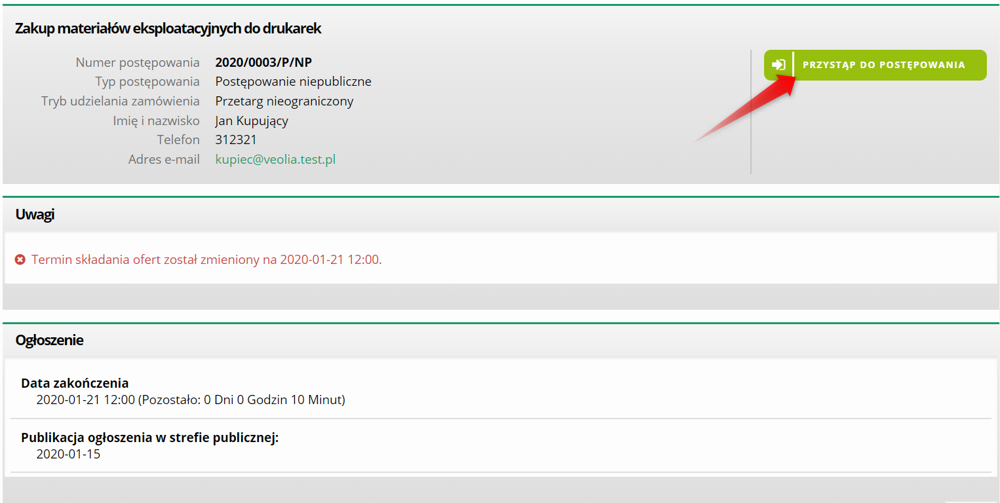 Zakup materiałów eksploatacyjnych do drukarek
Numer postępowania 2020/0003/P/NP
Typ postępowania Postępowanie niepubliczne
Tryb udzielania zamówienia Przetarg nieograniczony
Imię i nazwisko Jan Kupujący
Telefon 312321
Adres e-mail kupiec@veolia.test.pl
PRZYSTĄP DO POSTĘPOWANIA
Uwagi
Termin składania ofert został zmieniony na 2020-01-21 12:00.
Ogłoszenie
Data zakończenia
2020-01-21 12:00 (Pozostało: 0 Dni 0 Godzin 10 Minut)
Publikacja ogłoszenia w strefie publicznej:
2020-01-15